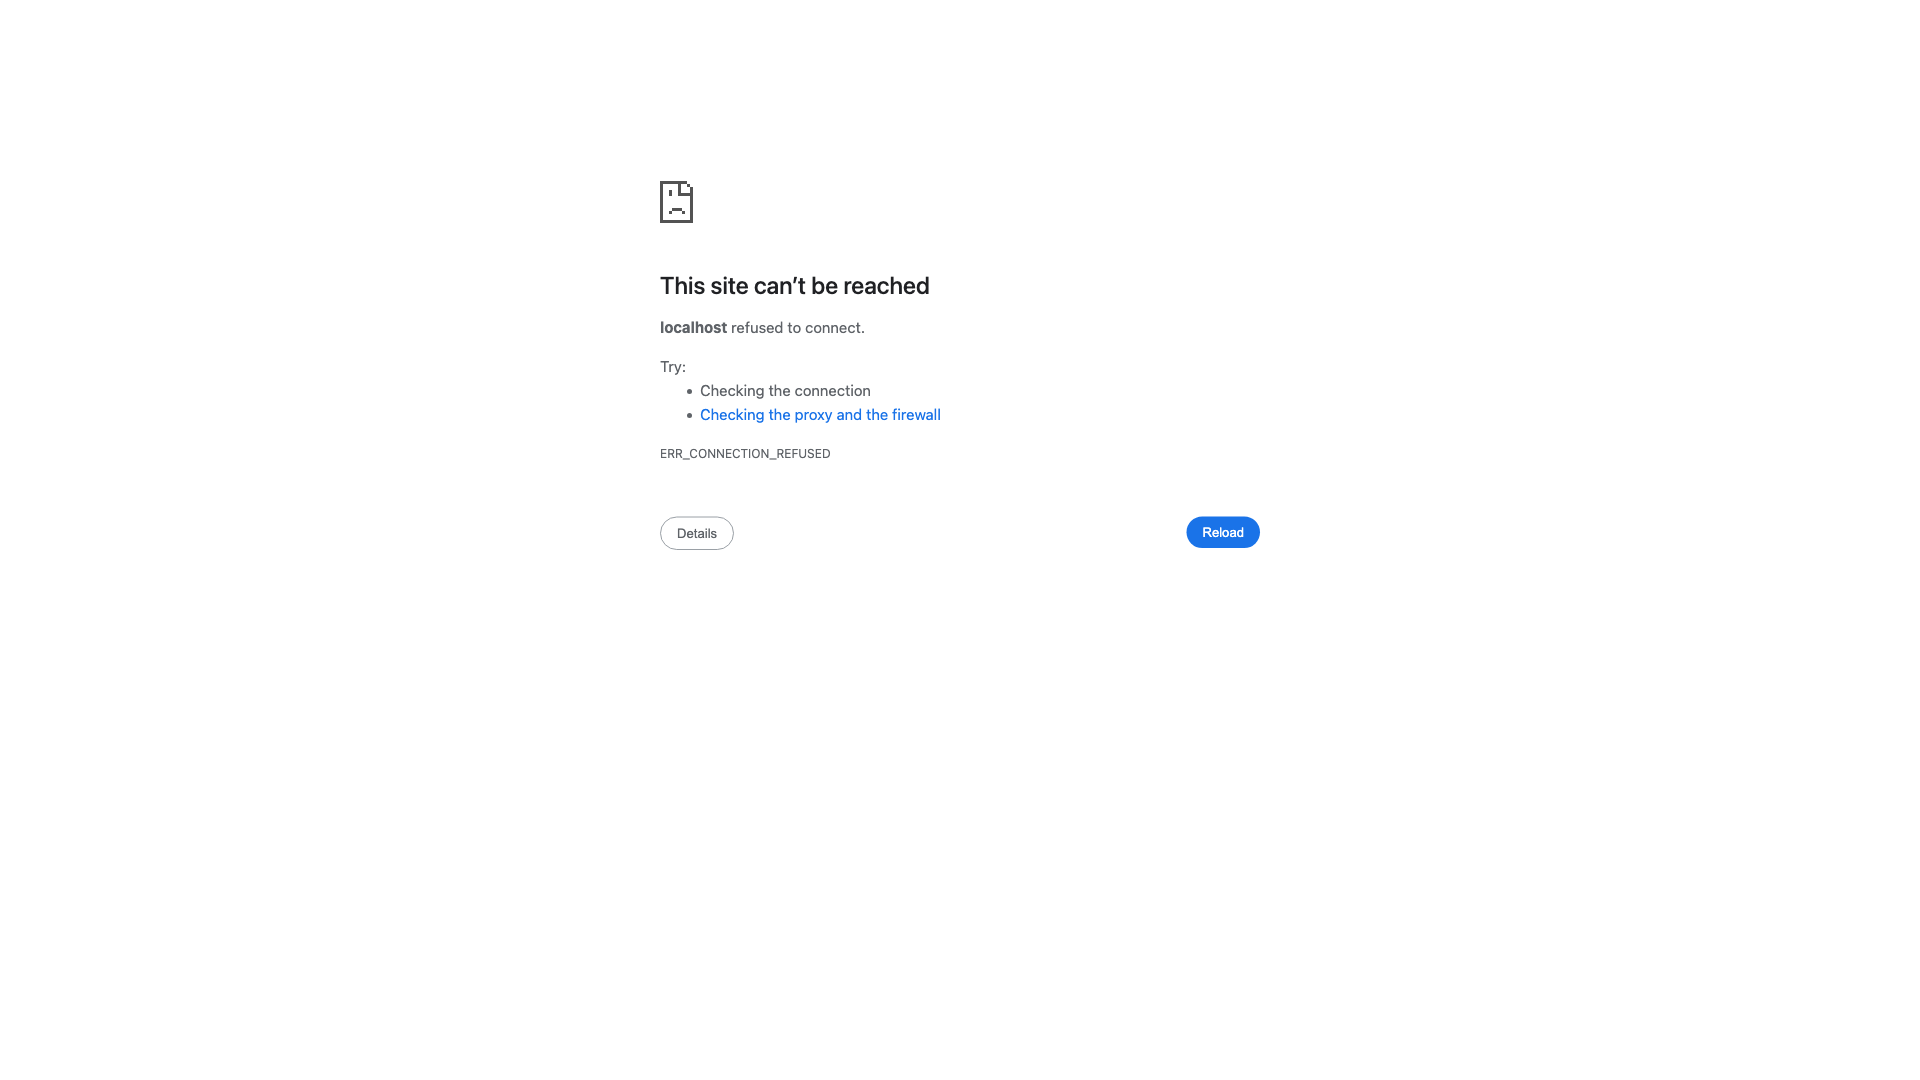 This site can’t be reached
localhost refused to connect.
Try:
Checking the connection
Checking the proxy and the firewall
ERR_CONNECTION_REFUSED
Details
Reload